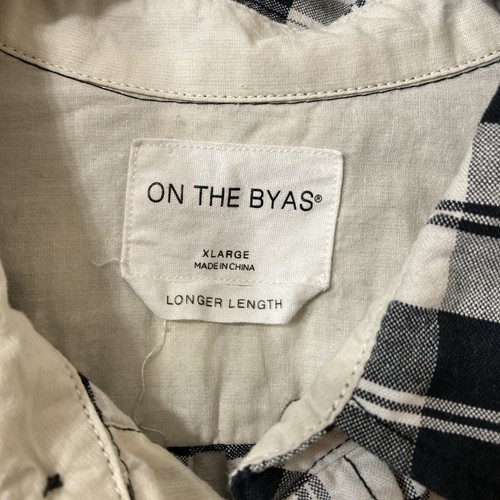 ON THE BYAS®
XLARGE
MADE IN CHINA
LONGER LENGTH